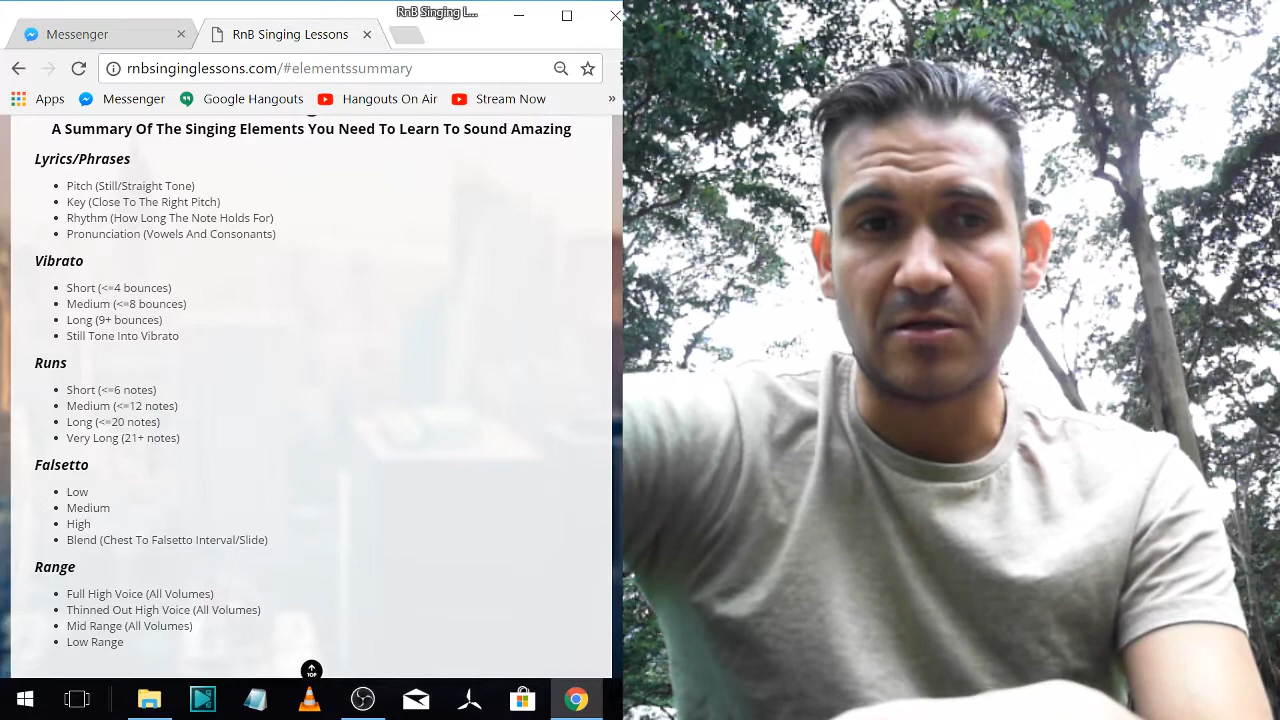 RnB Singing L...
Messenger
RnB Singing Lessons
rnbsinginglessons.com/#elementssummary
Apps Messenger Google Hangouts Hangouts On Air Stream Now »
A Summary Of The Singing Elements You Need To Learn To Sound Amazing
Lyrics/Phrases
Pitch (Still/Straight Tone)
Key (Close To The Right Pitch)
Rhythm (How Long The Note Holds For)
Pronunciation (Vowels And Consonants)
Vibrato
Short (<=4 bounces)
Medium (<=8 bounces)
Long (9+ bounces)
Still Tone Into Vibrato
Runs
Short (<=6 notes)
Medium (<=12 notes)
Long (<=20 notes)
Very Long (21+ notes)
Falsetto
Low
Medium
High
Blend (Chest To Falsetto Interval/Slide)
Range
Full High Voice (All Volumes)
Thinned Out High Voice (All Volumes)
Mid Range (All Volumes)
Low Range
TOP